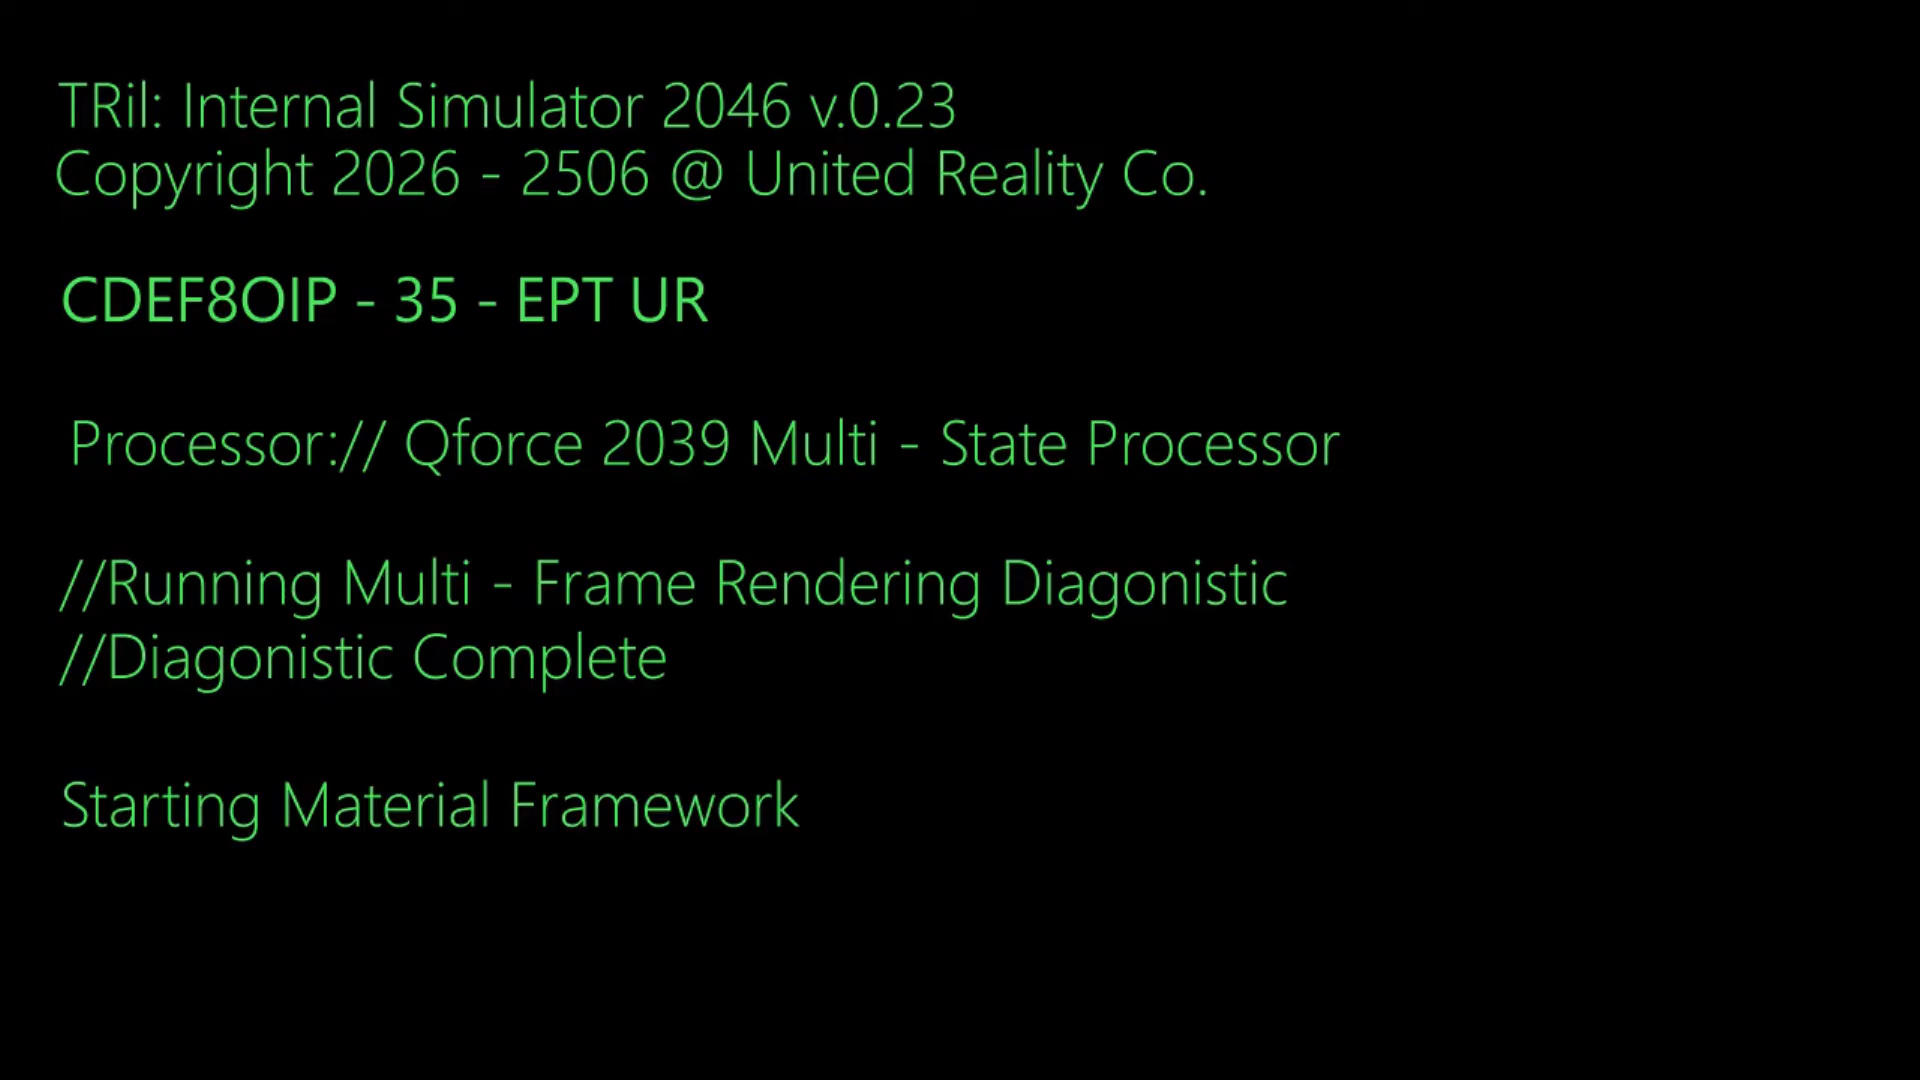 TRil: Internal Simulator 2046 v.0.23
Copyright 2026 - 2506 @ United Reality Co.
CDEF8OIP - 35 - EPT UR
Processor:// Qforce 2039 Multi - State Processor
//Running Multi - Frame Rendering Diagonistic
//Diagonistic Complete
Starting Material Framework